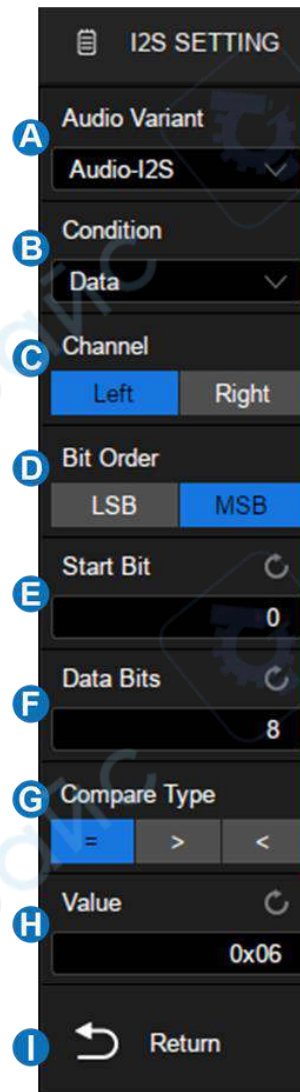 I2S SETTING
A Audio Variant
Audio-I2S
B Condition
Data
C Channel
Left Right
D Bit Order
LSB MSB
E Start Bit
0
F Data Bits
8
G Compare Type
= > <
H Value
0x06
I Return